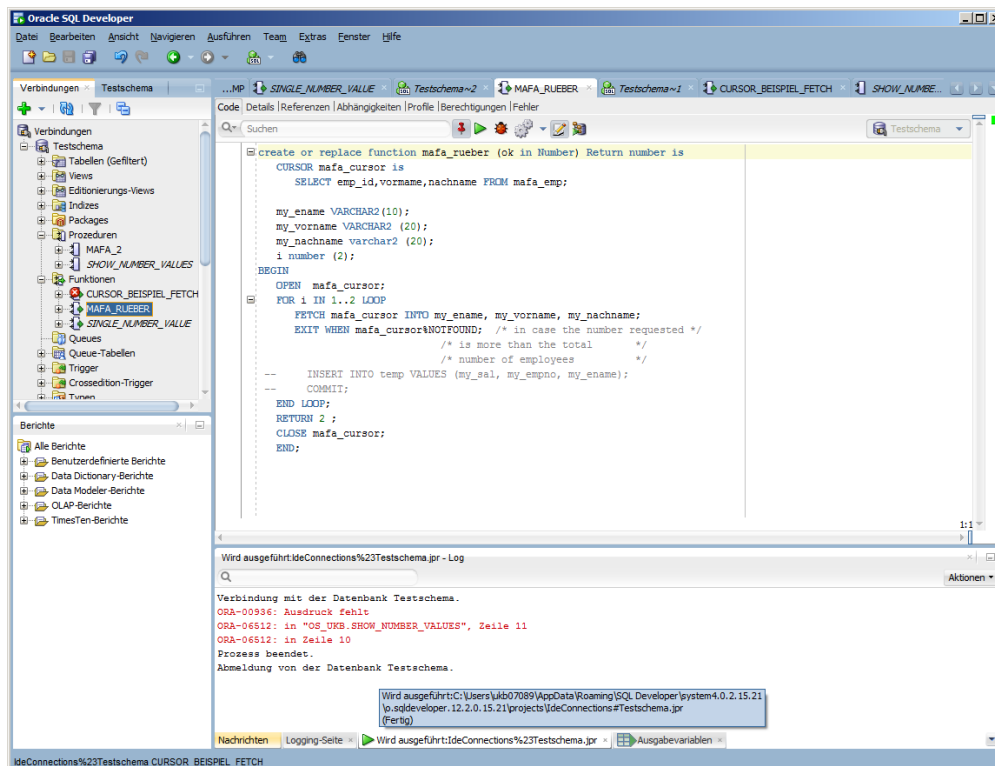 Oracle SQL Developer
Datei Bearbeiten Ansicht Navigieren Ausführen Team Extras Fenster Hilfe
Verbindungen × Testschema
...MP SINGLE_NUMBER_VALUE × Testschema~2 × MAFA_RUEBER × Testschema~1 × CURSOR_BEISPIEL_FETCH × SHOW_NUMBE...
Code Details |Referenzen |Abhängigkeiten |Profile |Berechtigungen |Fehler
Suchen
Testschema
Verbindungen
Testschema
Tabellen (Gefiltert)
Views
Editionierungs-Views
Indizes
Packages
Prozeduren
MAFA_2
SHOW_NUMBER_VALUES
Funktionen
CURSOR_BEISPIEL_FETCH
MAFA_RUEBER
SINGLE_NUMBER_VALUE
Queues
Queue-Tabellen
Trigger
Crossedition-Trigger
Typen
create or replace function mafa_rueber (ok in Number) Return number is
CURSOR mafa_cursor is
SELECT emp_id,vorname,nachname FROM mafa_emp;
my_ename VARCHAR2(10);
my_vorname VARCHAR2 (20);
my_nachname varchar2 (20);
i number (2);
BEGIN
OPEN mafa_cursor;
FOR i IN 1..2 LOOP
FETCH mafa_cursor INTO my_ename, my_vorname, my_nachname;
EXIT WHEN mafa_cursor%NOTFOUND; /* in case the number requested */
/* is more than the total */
/* number of employees */
-- INSERT INTO temp VALUES (my_sal, my_empno, my_ename);
-- COMMIT;
END LOOP;
RETURN 2 ;
CLOSE mafa_cursor;
END;
1:1
Berichte
Alle Berichte
Benutzerdefinierte Berichte
Data Dictionary-Berichte
Data Modeler-Berichte
OLAP-Berichte
TimesTen-Berichte
Wird ausgeführt:IdeConnections%23Testschema.jpr - Log
Aktionen
Verbindung mit der Datenbank Testschema.
ORA-00936: Ausdruck fehlt
ORA-06512: in "OS_UKB.SHOW_NUMBER_VALUES", Zeile 11
ORA-06512: in Zeile 10
Prozess beendet.
Abmeldung von der Datenbank Testschema.
Wird ausgeführt:C:\Users\ukb07089\AppData\Roaming\SQL Developer\system4.0.2.15.21
\o.sqldeveloper.12.2.0.15.21\projects\IdeConnections#Testschema.jpr
(Fertig)
Nachrichten Logging-Seite × Wird ausgeführt:IdeConnections%23Testschema.jpr × Ausgabevariablen ×
IdeConnections%23Testschema CURSOR_BEISPIEL_FETCH